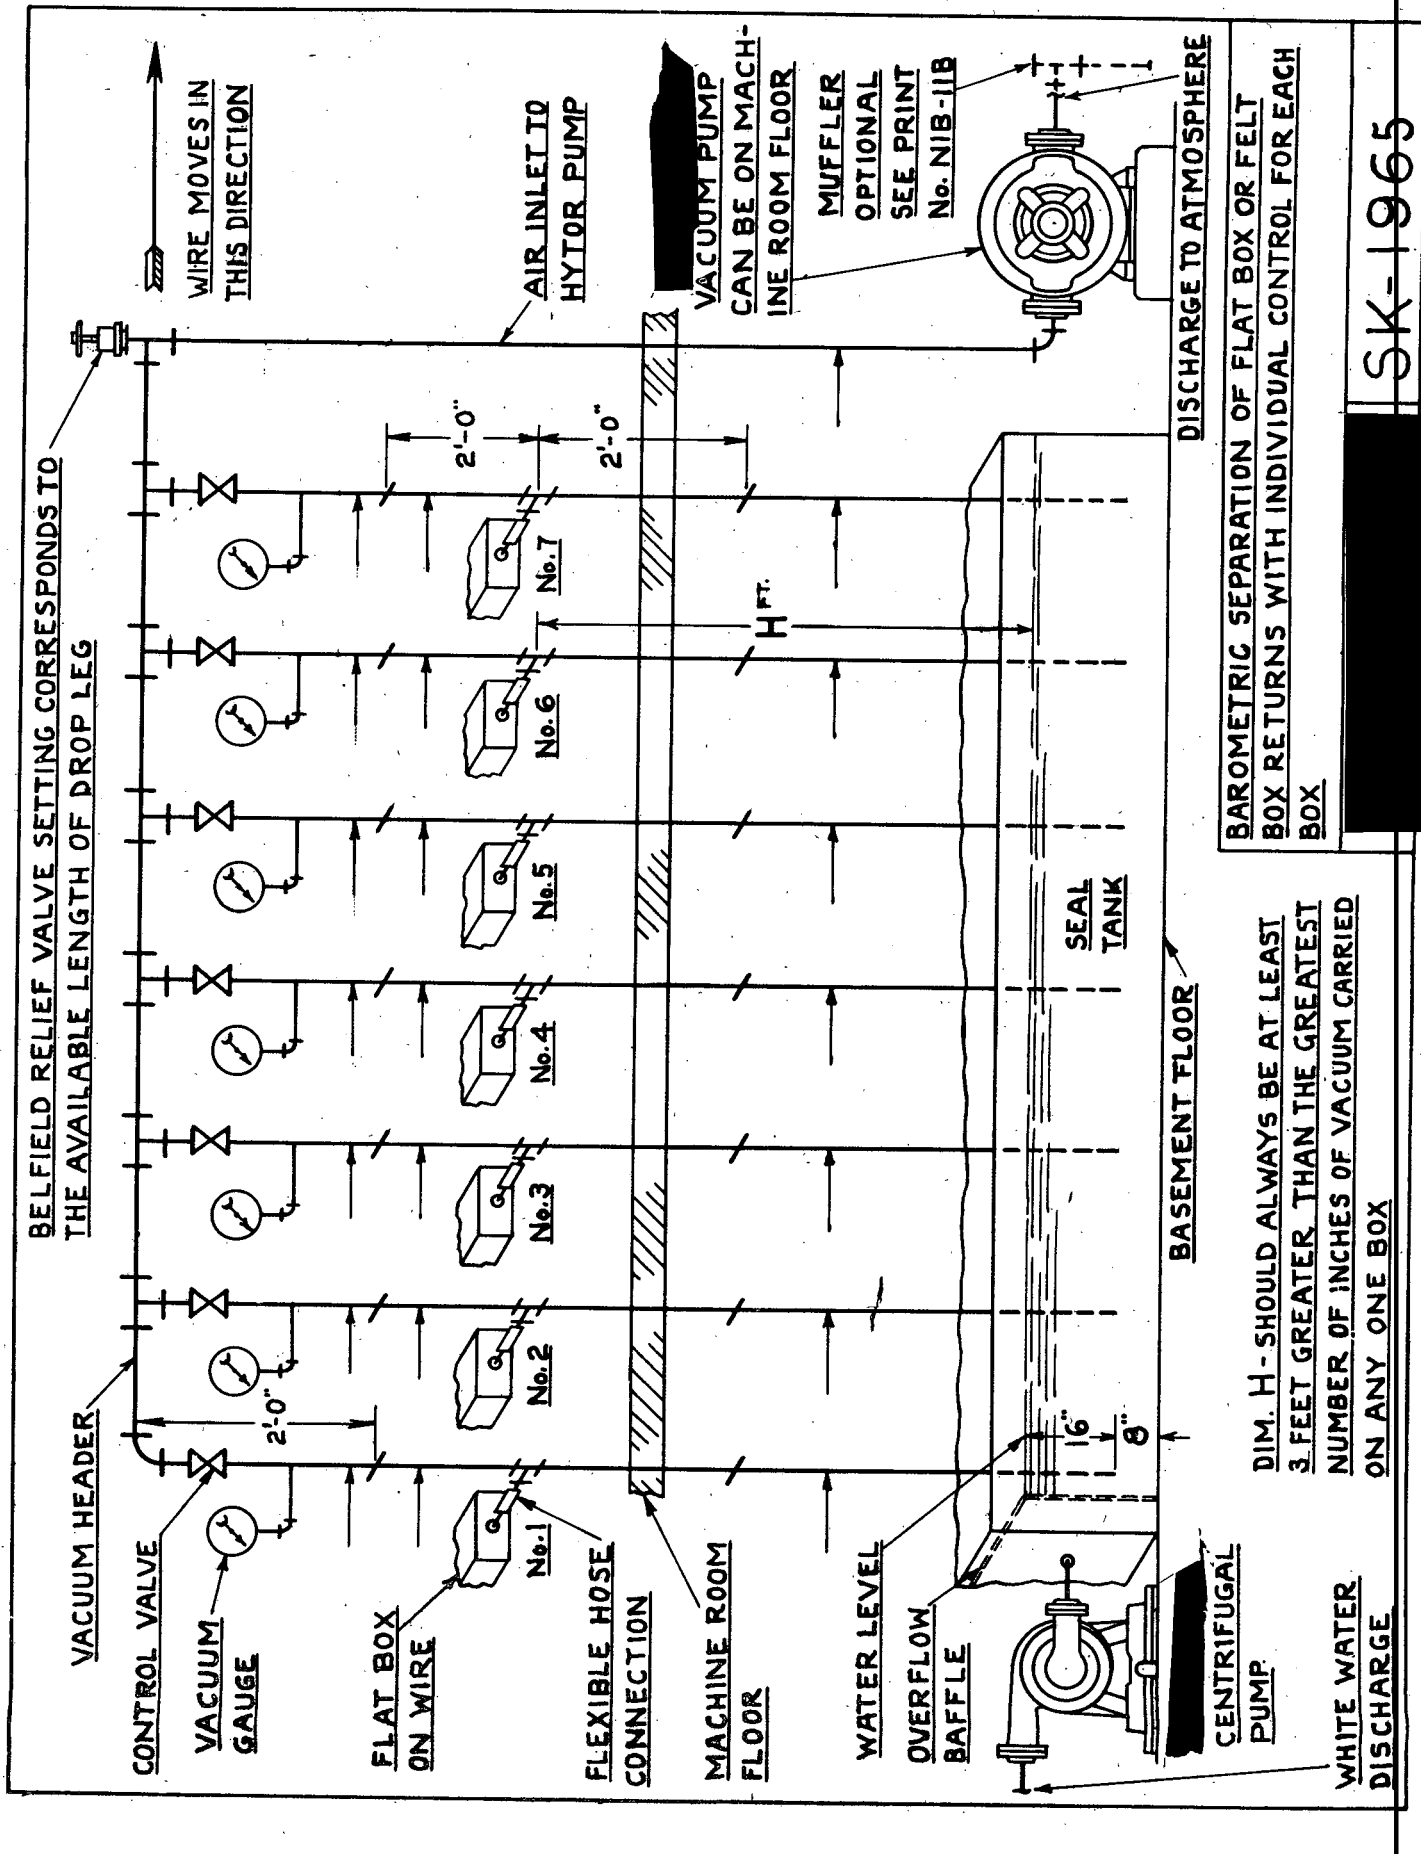 BELFIELD RELIEF VALVE SETTING CORRESPONDS TO
THE AVAILABLE LENGTH OF DROP LEG
WIRE MOVES IN
THIS DIRECTION
VACUUM HEADER
CONTROL VALVE
VACUUM
GAUGE
2'-0"
AIR INLET TO
HYTOR PUMP
2'-0"
2'-0"
FLAT BOX
ON WIRE
No.1
No.2
No.3
No.4
No.5
No.6
No.7
FLEXIBLE HOSE
CONNECTION
MACHINE ROOM
FLOOR
H FT.
VACUUM PUMP
CAN BE ON MACH-
INE ROOM FLOOR
MUFFLER
OPTIONAL
SEE PRINT
No. NIB-11B
WATER LEVEL
OVERFLOW
BAFFLE
16"
8"
SEAL
TANK
BASEMENT FLOOR
DISCHARGE TO ATMOSPHERE
CENTRIFUGAL
PUMP
WHITE WATER
DISCHARGE
DIM. H - SHOULD ALWAYS BE AT LEAST
3 FEET GREATER THAN THE GREATEST
NUMBER OF INCHES OF VACUUM CARRIED
ON ANY ONE BOX
BAROMETRIC SEPARATION OF FLAT BOX OR FELT
BOX RETURNS WITH INDIVIDUAL CONTROL FOR EACH
BOX
SK-1965